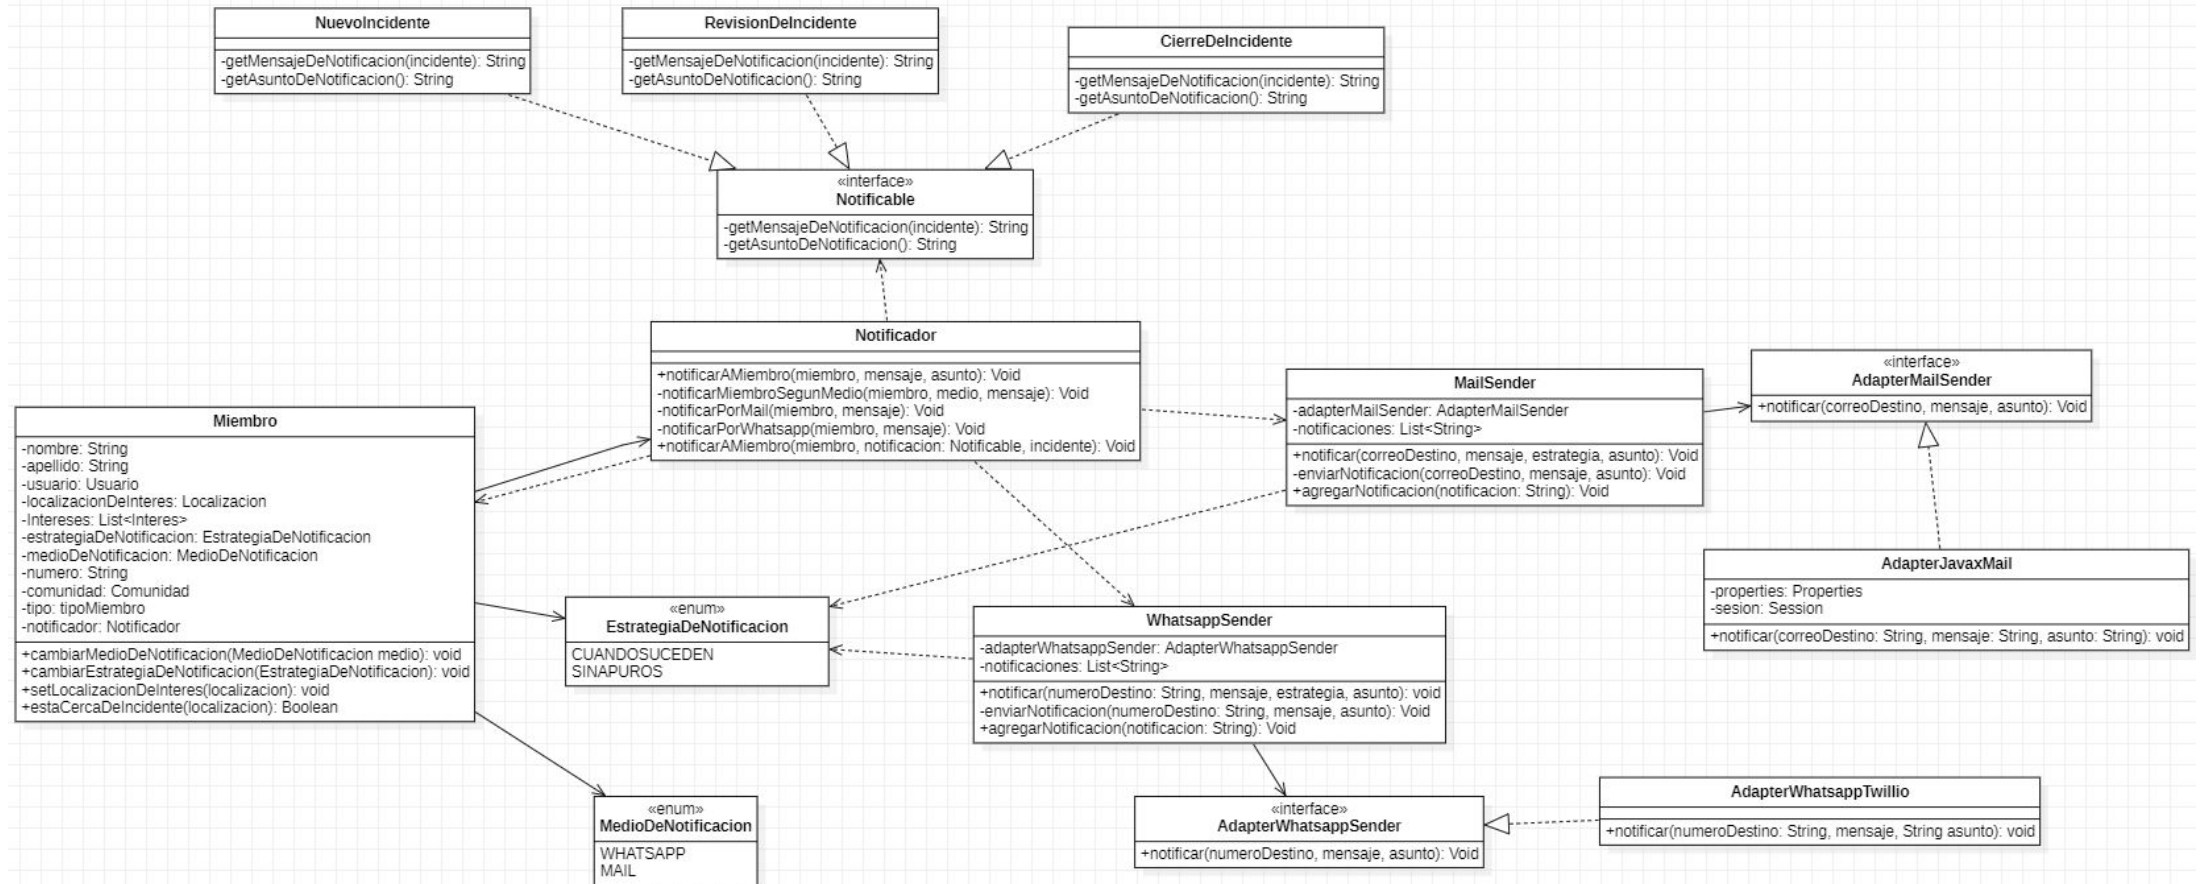 NuevoIncidente
-getMensajeDeNotificacion(incidente): String
-getAsuntoDeNotificacion(): String
RevisionDeIncidente
-getMensajeDeNotificacion(incidente): String
-getAsuntoDeNotificacion(): String
CierreDeIncidente
-getMensajeDeNotificacion(incidente): String
-getAsuntoDeNotificacion(): String
«interface»
Notificable
-getMensajeDeNotificacion(incidente): String
-getAsuntoDeNotificacion(): String
Notificador
+notificarAMiembro(miembro, mensaje, asunto): Void
-notificarMiembroSegunMedio(miembro, medio, mensaje): Void
-notificarPorMail(miembro, mensaje): Void
-notificarPorWhatsapp(miembro, mensaje): Void
+notificarAMiembro(miembro, notificacion: Notificable, incidente): Void
MailSender
-adapterMailSender: AdapterMailSender
-notificaciones: List<String>
+notificar(correoDestino, mensaje, estrategia, asunto): Void
-enviarNotificacion(correoDestino, mensaje, asunto): Void
+agregarNotificacion(notificacion: String): Void
«interface»
AdapterMailSender
+notificar(correoDestino, mensaje, asunto): Void
Miembro
-nombre: String
-apellido: String
-usuario: Usuario
-localizacionDeInteres: Localizacion
-Intereses: List<Interes>
-estrategiaDeNotificacion: EstrategiaDeNotificacion
-medioDeNotificacion: MedioDeNotificacion
-numero: String
-comunidad: Comunidad
-tipo: tipoMiembro
-notificador: Notificador
+cambiarMedioDeNotificacion(MedioDeNotificacion medio): void
+cambiarEstrategiaDeNotificacion(EstrategiaDeNotificacion): void
+setLocalizacionDeInteres(localizacion): void
+estaCercaDeIncidente(localizacion): Boolean
AdapterJavaxMail
-properties: Properties
-sesion: Session
+notificar(correoDestino: String, mensaje: String, asunto: String): void
«enum»
EstrategiaDeNotificacion
CUANDOSUCEDEN
SINAPUROS
WhatsappSender
-adapterWhatsappSender: AdapterWhatsappSender
-notificaciones: List<String>
+notificar(numeroDestino: String, mensaje, estrategia, asunto): void
-enviarNotificacion(numeroDestino: String, mensaje, asunto): Void
+agregarNotificacion(notificacion: String): Void
«enum»
MedioDeNotificacion
WHATSAPP
MAIL
«interface»
AdapterWhatsappSender
+notificar(numeroDestino, mensaje, asunto): Void
AdapterWhatsappTwillio
+notificar(numeroDestino: String, mensaje, String asunto): void